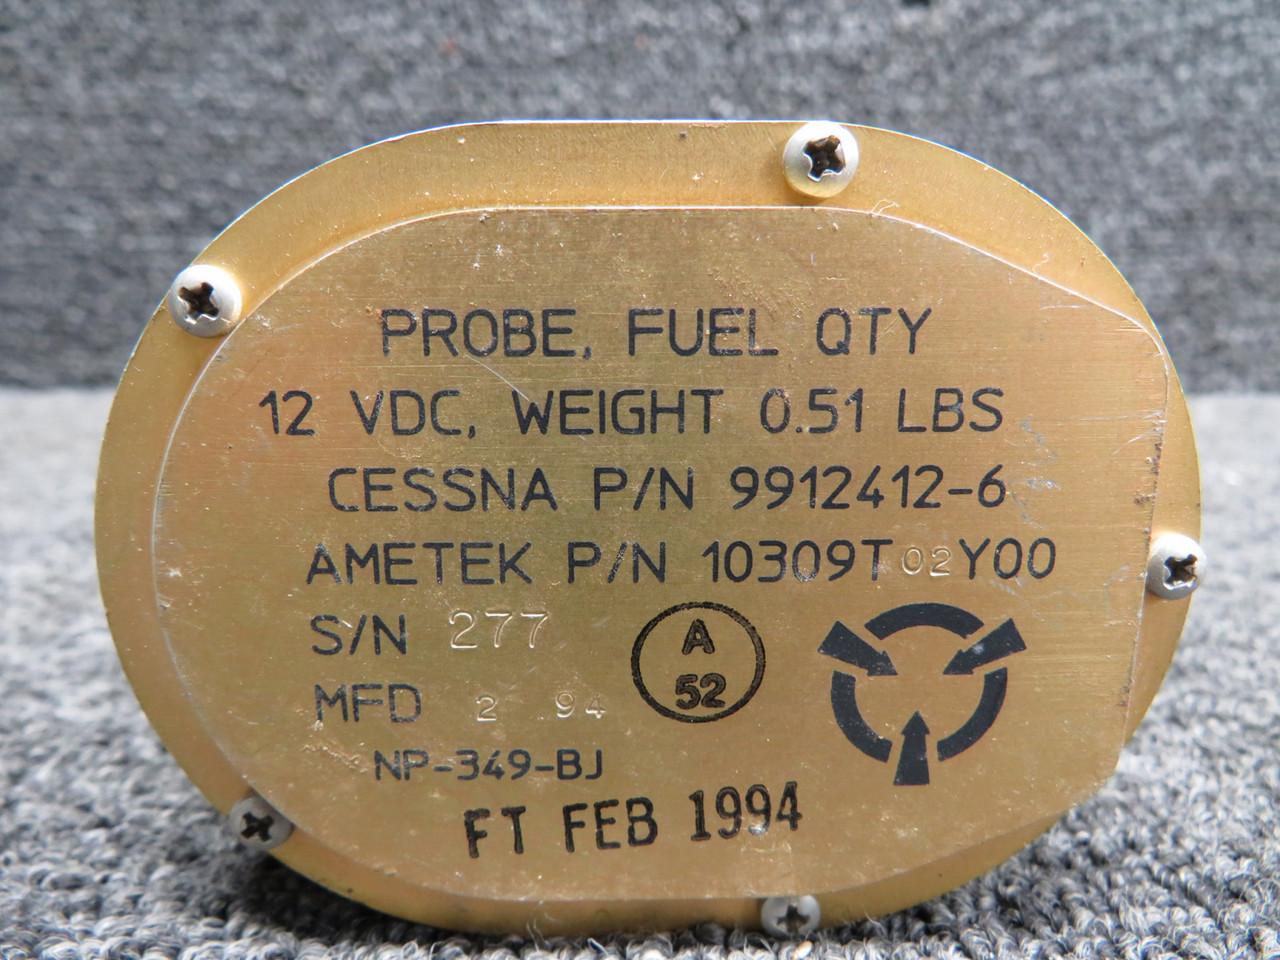 PROBE, FUEL QTY
12 VDC, WEIGHT 0.51 LBS
CESSNA P/N 9912412-6
AMETEK P/N 10309T02Y00
S/N 277
MFD 2 94
A
52
NP-349-BJ
FT FEB 1994